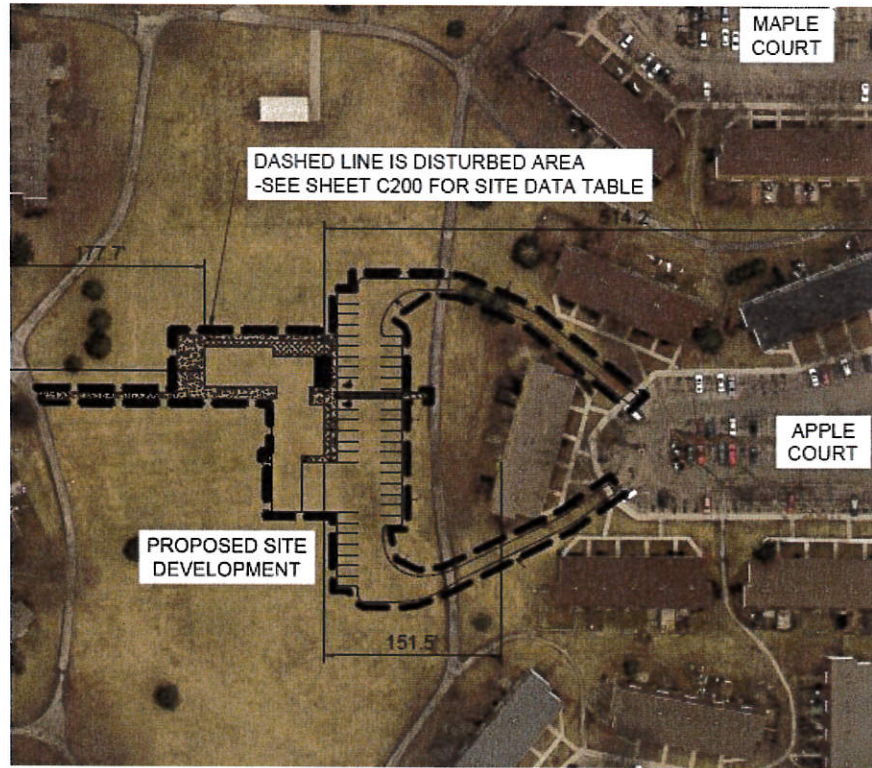 MAPLE
COURT
DASHED LINE IS DISTURBED AREA
-SEE SHEET C200 FOR SITE DATA TABLE
514.2'
177.7'
APPLE
COURT
PROPOSED SITE
DEVELOPMENT
151.5'